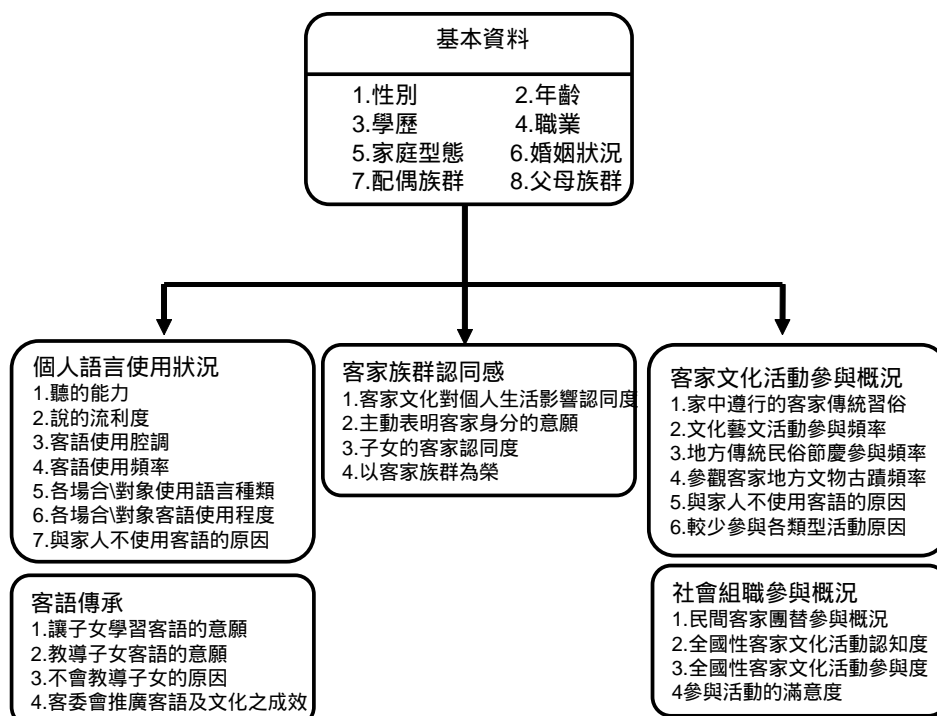 基本資料
1.性別 2.年齡
3.學歷 4.職業
5.家庭型態 6.婚姻狀況
7.配偶族群 8.父母族群
個人語言使用狀況
1.聽的能力
2.說的流利度
3.客語使用腔調
4.客語使用頻率
5.各場合\對象使用語言種類
6.各場合\對象客語使用程度
7.與家人不使用客語的原因
客語傳承
1.讓子女學習客語的意願
2.教導子女客語的意願
3.不會教導子女的原因
4.客委會推廣客語及文化之成效
客家族群認同感
1.客家文化對個人生活影響認同度
2.主動表明客家身分的意願
3.子女的客家認同度
4.以客家族群為榮
客家文化活動參與概況
1.家中遵行的客家傳統習俗
2.文化藝文活動參與頻率
3.地方傳統民俗節慶參與頻率
4.參觀客家地方文物古蹟頻率
5.與家人不使用客語的原因
6.較少參與各類型活動原因
社會組職參與概況
1.民間客家團替參與概況
2.全國性客家文化活動認知度
3.全國性客家文化活動參與度
4參與活動的滿意度